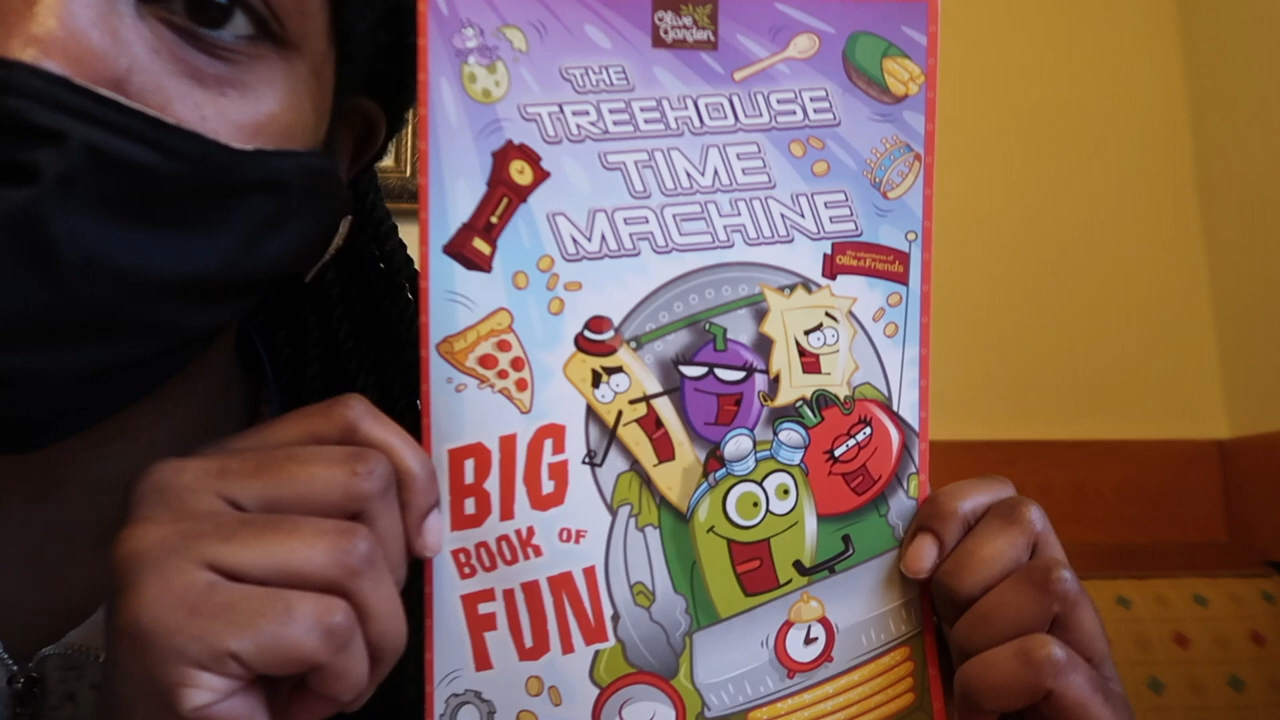 Olive
Garden
THE
TREEHOUSE
TIME
MACHINE
the adventures of
Ollie & Friends
BIG
BOOK OF
FUN